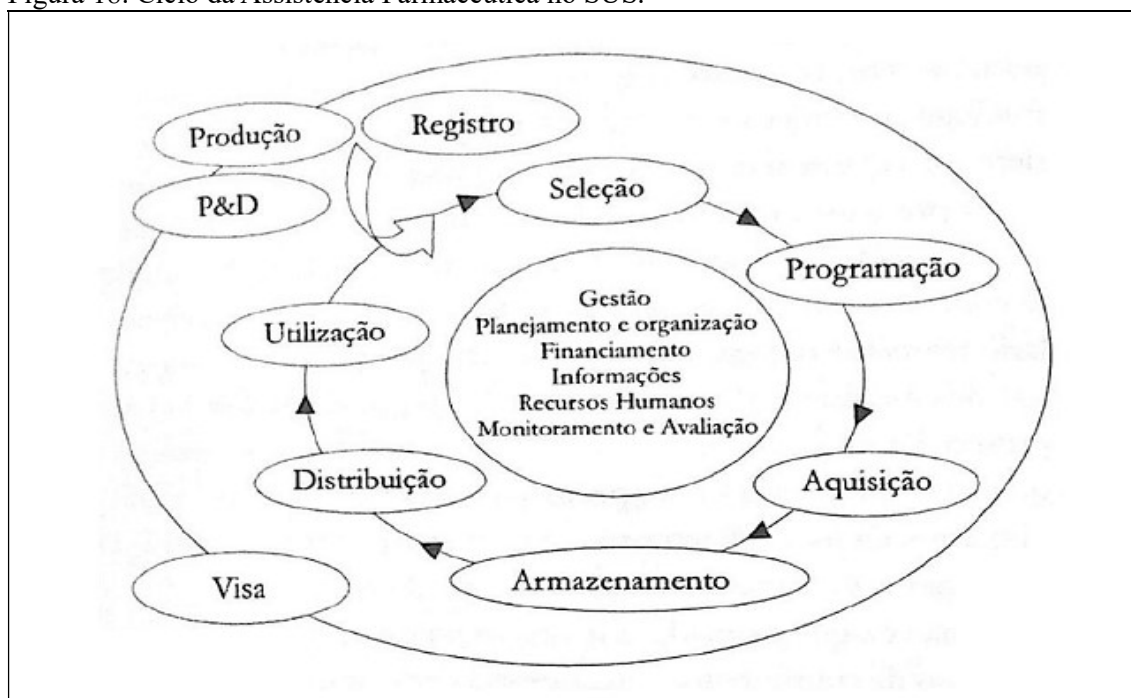 Figura 18. Ciclo da Assistência Farmacêutica no SUS.
Produção
Registro
P&D
Seleção
Programação
Utilização
Gestão
Planejamento e organização
Financiamento
Informações
Recursos Humanos
Monitoramento e Avaliação
Distribuição
Aquisição
Armazenamento
Visa